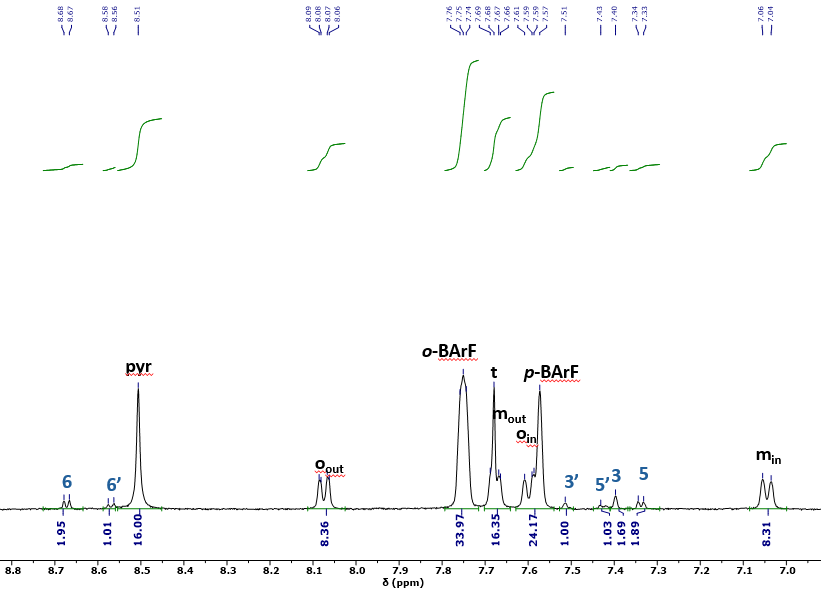 8.68 8.67 8.58 8.56 8.51 8.09 8.08 8.07 8.06 7.76 7.75 7.74 7.69 7.68 7.67 7.66 7.61 7.59 7.59 7.57 7.51 7.43 7.40 7.34 7.33 7.06 7.04
o-BArF
pyr
t
p-BArF
m out
o in
o out
m in
6
6’
3’
5’
3
5
1.95 1.01 16.00 8.36 33.97 16.35 24.17 1.00 1.03 1.69 1.89 8.31
8.8 8.7 8.6 8.5 8.4 8.3 8.2 8.1 8.0 7.9 7.8 7.7 7.6 7.5 7.4 7.3 7.2 7.1 7.0
δ (ppm)